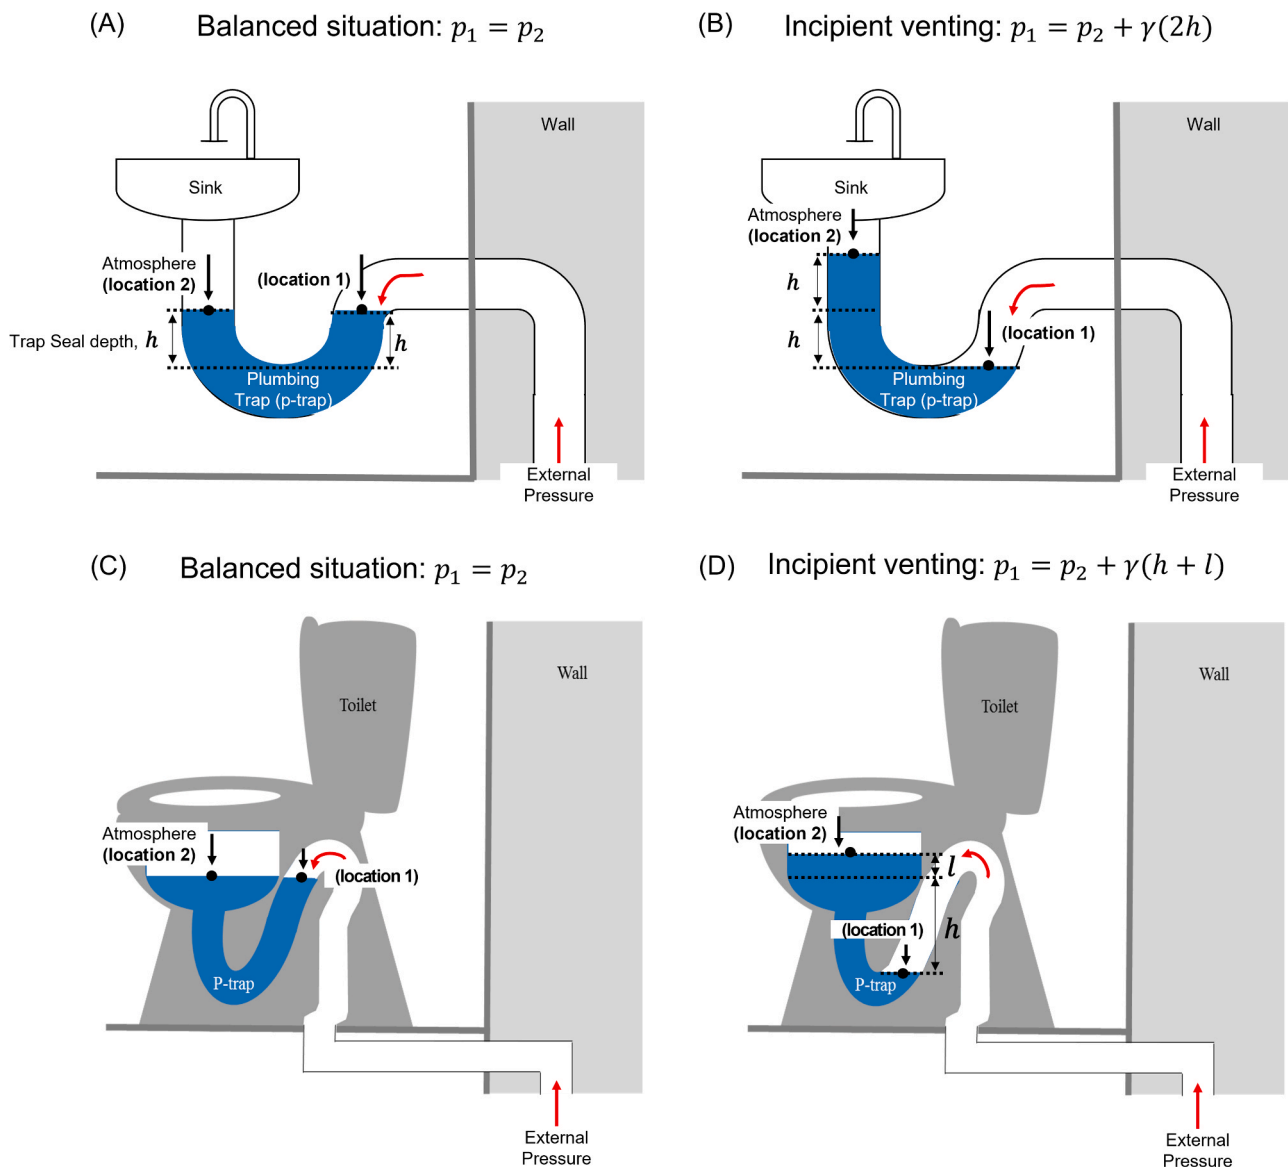 (A) Balanced situation: p₁ = p₂
Wall
Sink
Atmosphere
(location 2)
(location 1)
Trap Seal depth, h
h
Plumbing
Trap (p-trap)
External
Pressure
(B) Incipient venting: p₁ = p₂ + γ(2h)
Wall
Sink
Atmosphere
(location 2)
h
h
(location 1)
Plumbing
Trap (p-trap)
External
Pressure
(C) Balanced situation: p₁ = p₂
Wall
Toilet
Atmosphere
(location 2)
(location 1)
P-trap
External
Pressure
(D) Incipient venting: p₁ = p₂ + γ(h + l)
Wall
Toilet
Atmosphere
(location 2)
l
(location 1)
h
P-trap
External
Pressure